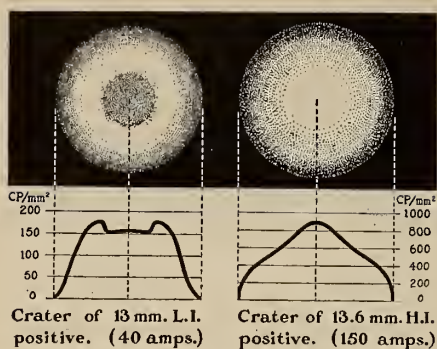 CP/mm² CP/mm²
200 1000
150 800
100 600
50 400
0 200
0
Crater of 13 mm. L.I.
positive. (40 amps.)
Crater of 13.6 mm. H.I.
positive. (150 amps.)